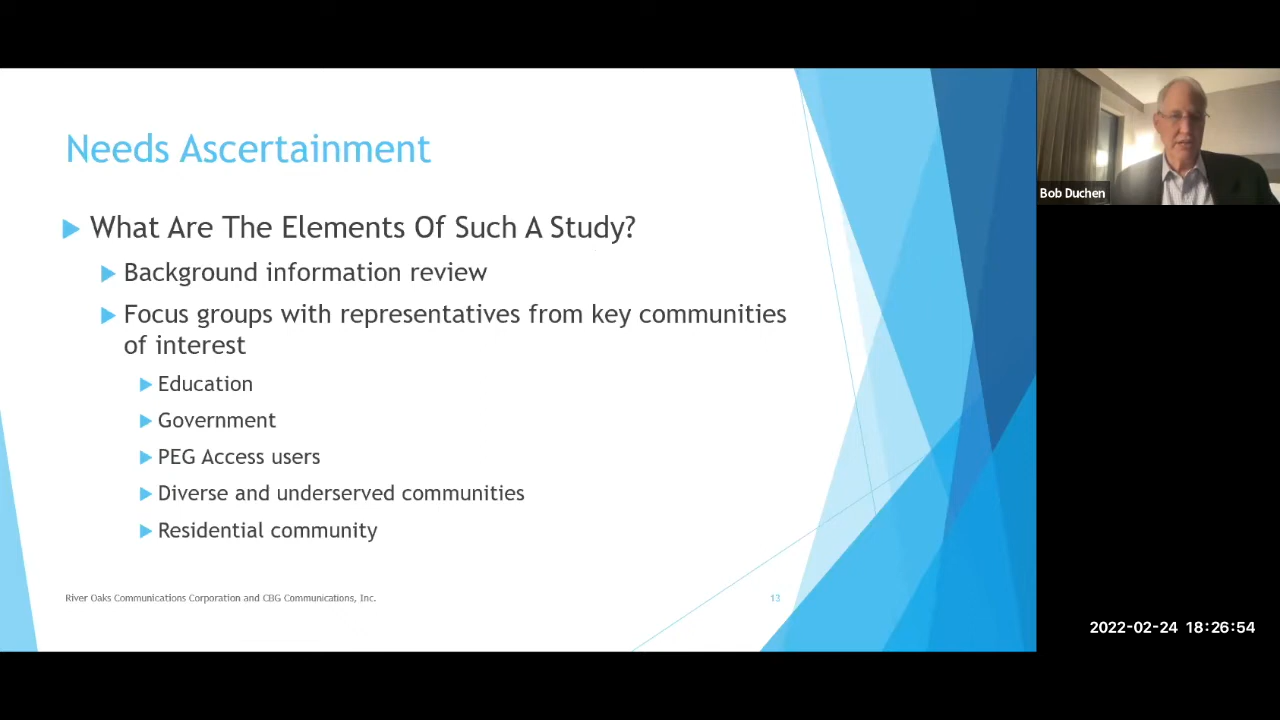 Needs Ascertainment
What Are The Elements Of Such A Study?
Background information review
Focus groups with representatives from key communities
of interest
Education
Government
PEG Access users
Diverse and underserved communities
Residential community
River Oaks Communications Corporation and CBG Communications, Inc.
13
Bob Duchen
2022-02-24 18:26:54